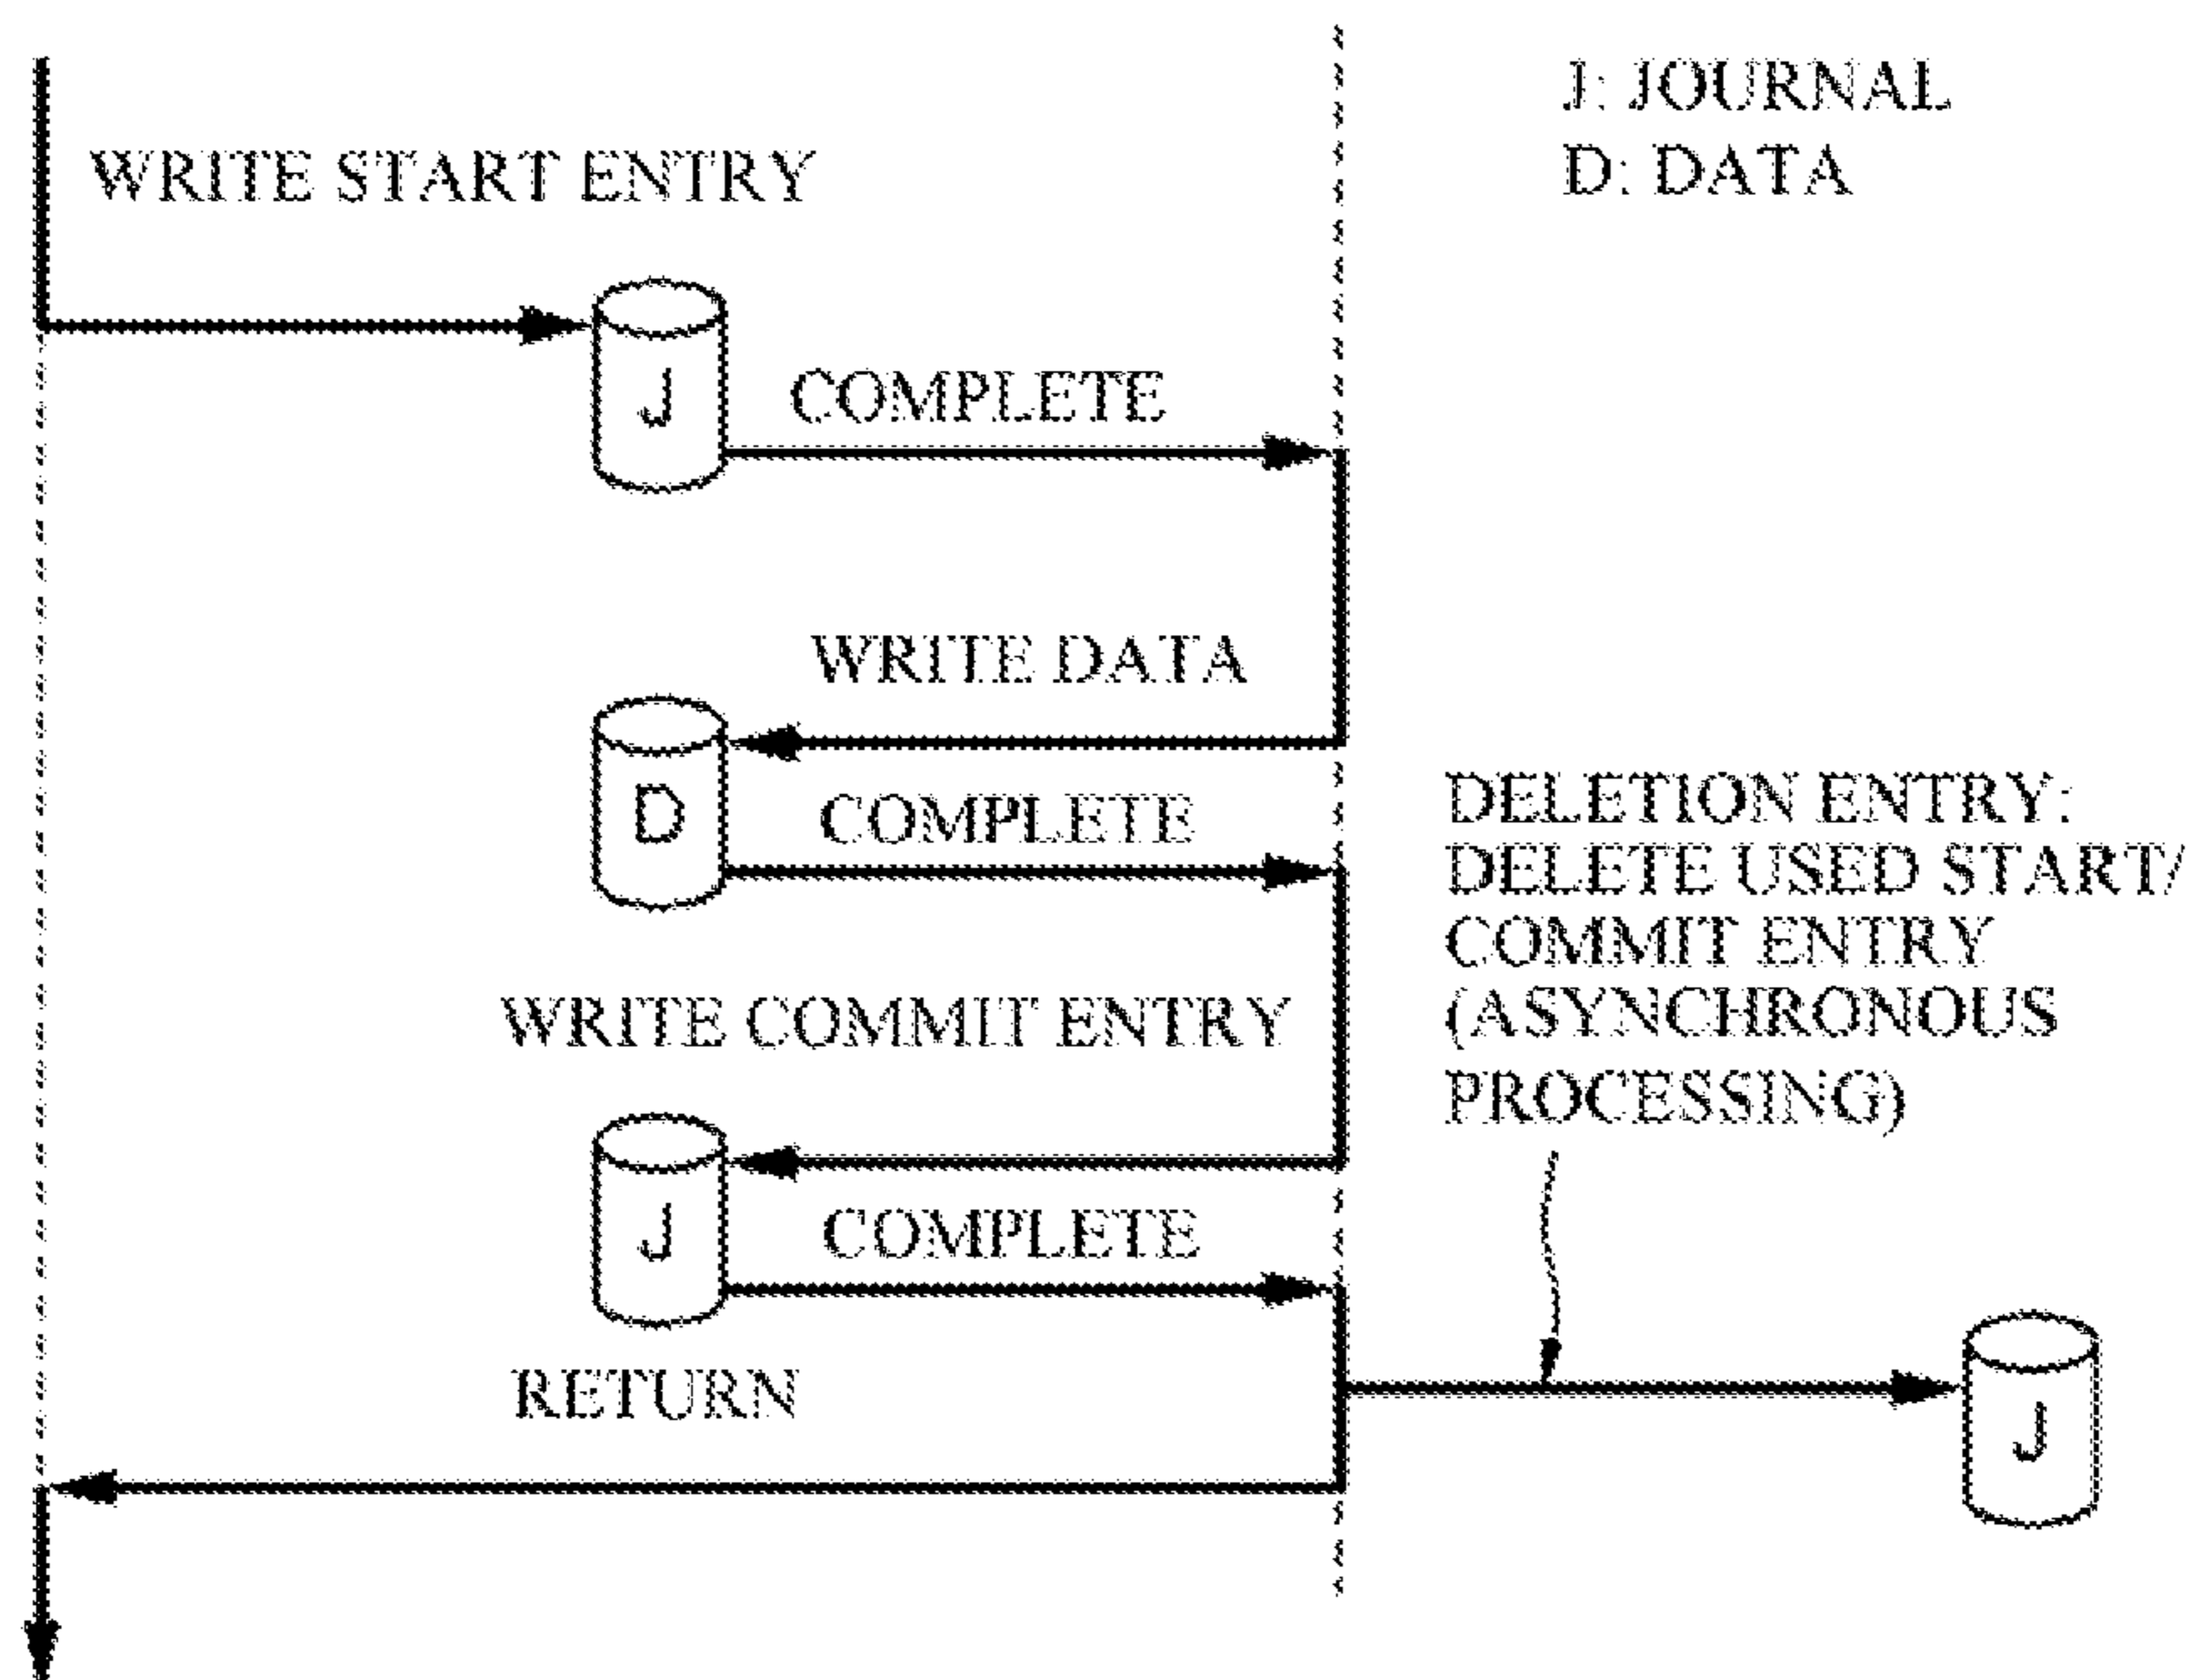 J: JOURNAL
D: DATA
WRITE START ENTRY
J
COMPLETE
WRITE DATA
D
COMPLETE
DELETION ENTRY:
DELETE USED START/
COMMIT ENTRY
(ASYNCHRONOUS
PROCESSING)
WRITE COMMIT ENTRY
J
COMPLETE
RETURN
J